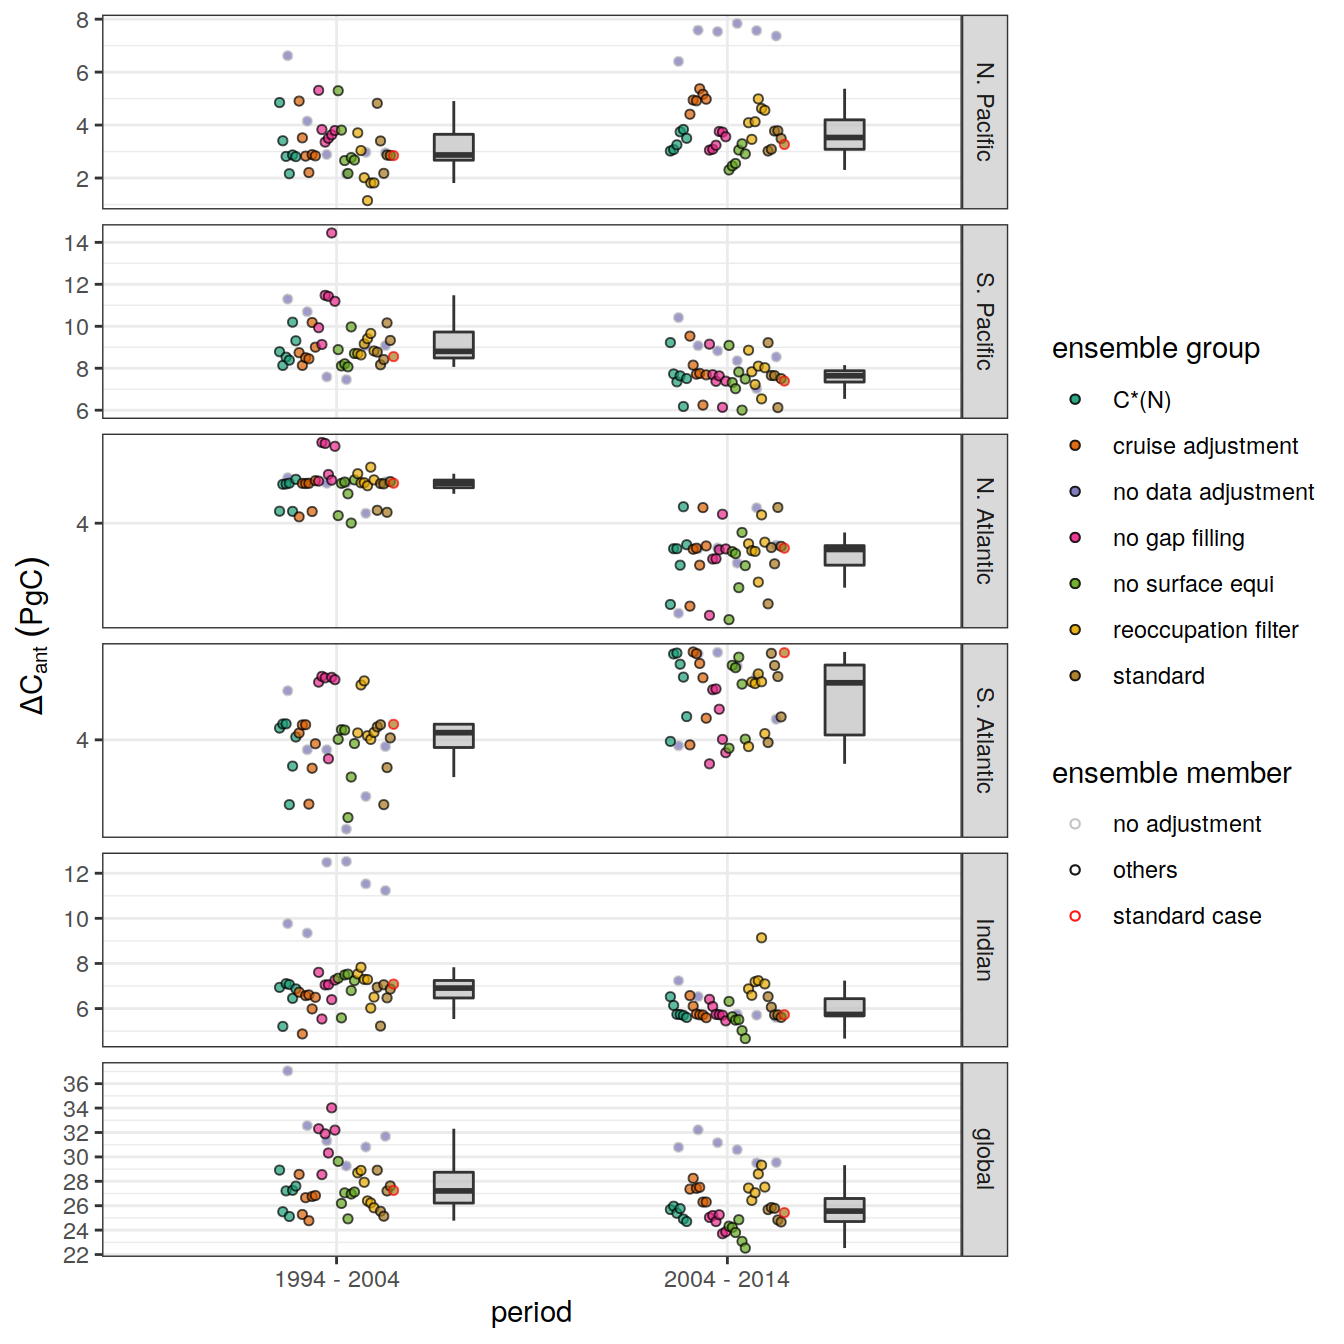 8
6
4
2
N. Pacific
14
12
10
8
6
S. Pacific
4
N. Atlantic
4
S. Atlantic
12
10
8
6
Indian
36
34
32
30
28
26
24
22
global
1994 - 2004
2004 - 2014
period
ΔCant (PgC)
ensemble group
C*(N)
cruise adjustment
no data adjustment
no gap filling
no surface equi
reoccupation filter
standard
ensemble member
no adjustment
others
standard case